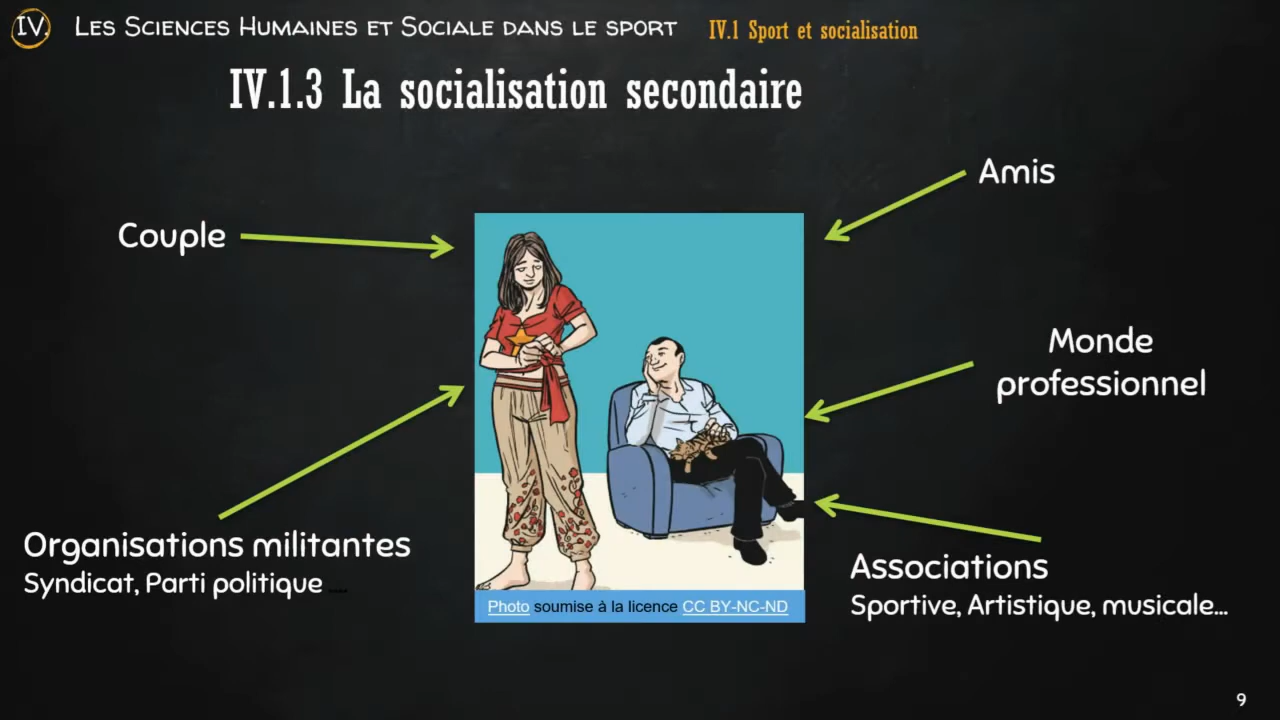 IV.
LES SCIENCES HUMAINES ET SOCIALE DANS LE SPORT
IV.1 Sport et socialisation
IV.1.3 La socialisation secondaire
Amis
Couple
Monde
professionnel
Organisations militantes
Syndicat, Parti politique ....
Associations
Sportive, Artistique, musicale...
Photo soumise à la licence CC BY-NC-ND
9